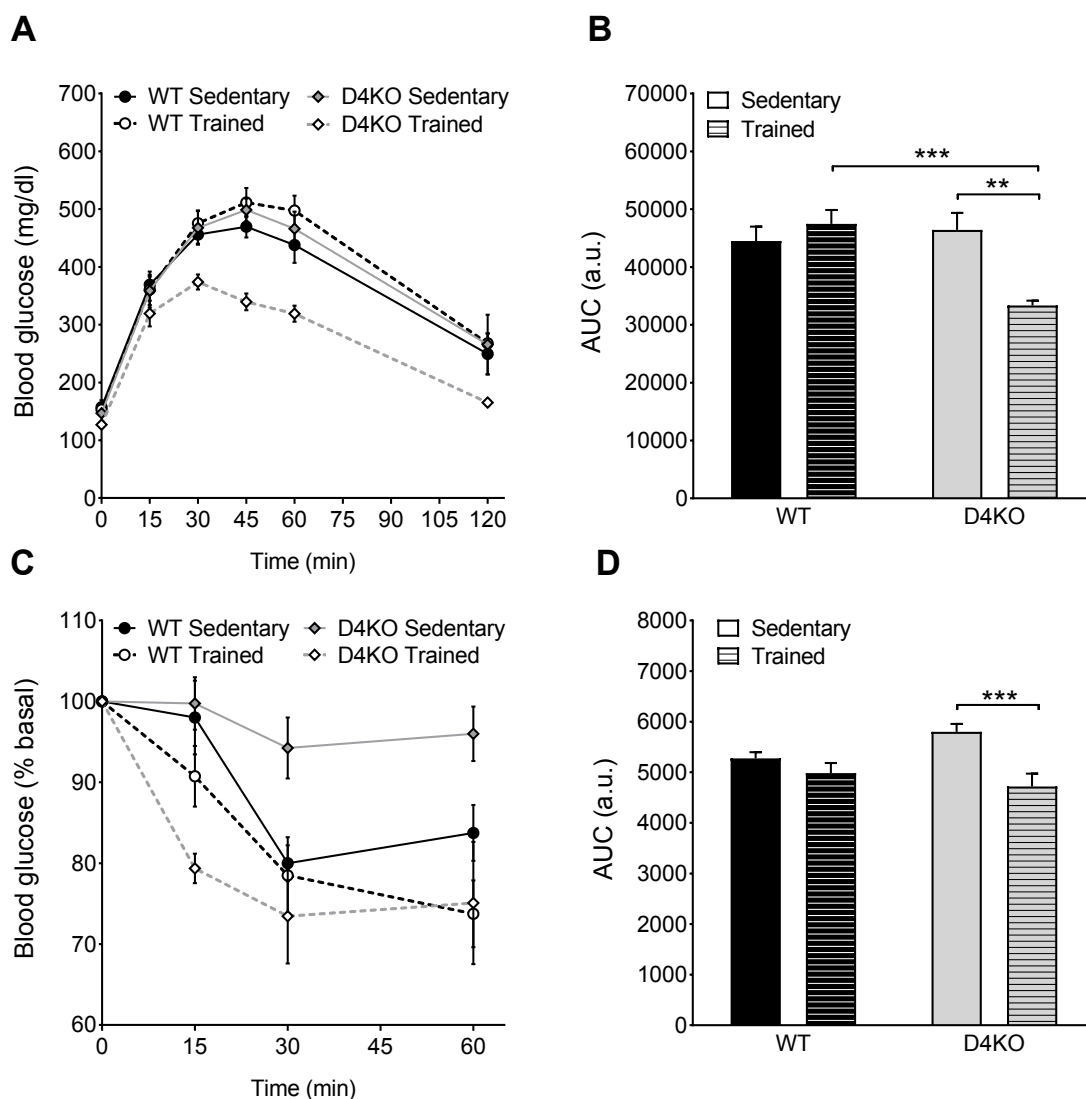 A
WT Sedentary
D4KO Sedentary
WT Trained
D4KO Trained
Blood glucose (mg/dl)
700
600
500
400
300
200
100
0
0 15 30 45 60 75 90 105 120
Time (min)
B
Sedentary
Trained
AUC (a.u.)
70000
60000
50000
40000
30000
20000
10000
0
***
**
WT D4KO
C
WT Sedentary
D4KO Sedentary
WT Trained
D4KO Trained
Blood glucose (% basal)
110
100
90
80
70
60
0 15 30 45 60
Time (min)
D
Sedentary
Trained
AUC (a.u.)
8000
7000
6000
5000
4000
3000
2000
1000
0
***
WT D4KO